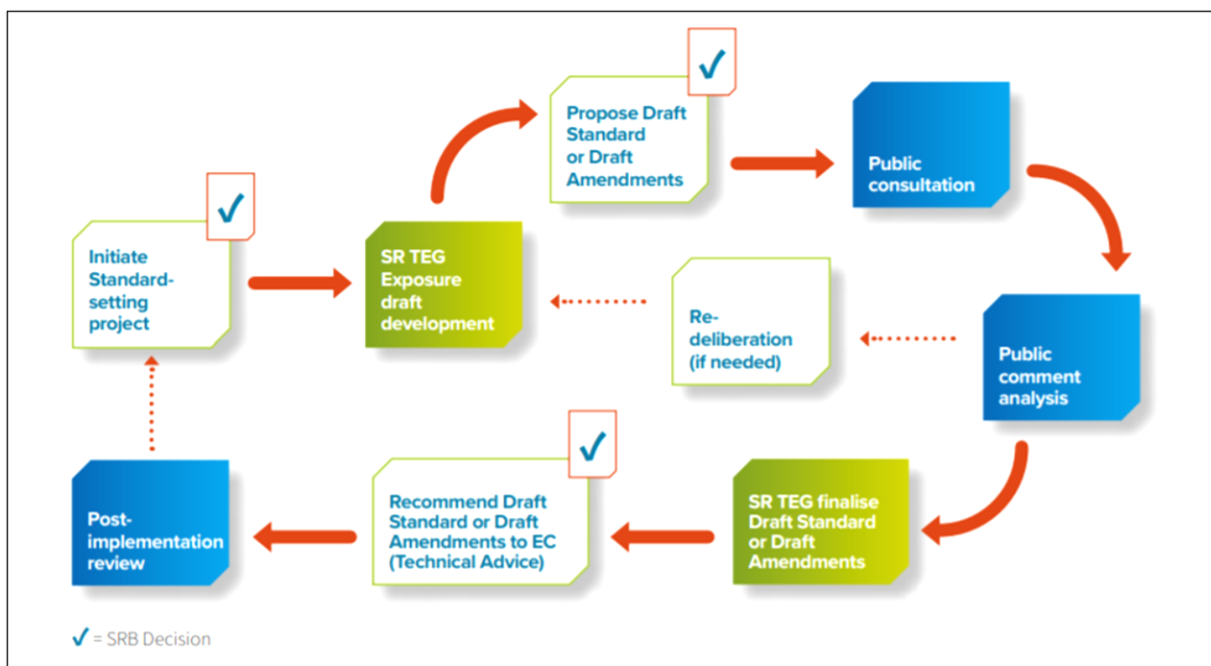 Initiate
Standard-
setting
project
SR TEG
Exposure
draft
development
Propose Draft
Standard
or Draft
Amendments
Public
consultation
Public
comment
analysis
Re-
deliberation
(if needed)
SR TEG finalise
Draft Standard
or Draft
Amendments
Recommend Draft
Standard or Draft
Amendments to EC
(Technical Advice)
Post-
implementation
review
✓ = SRB Decision